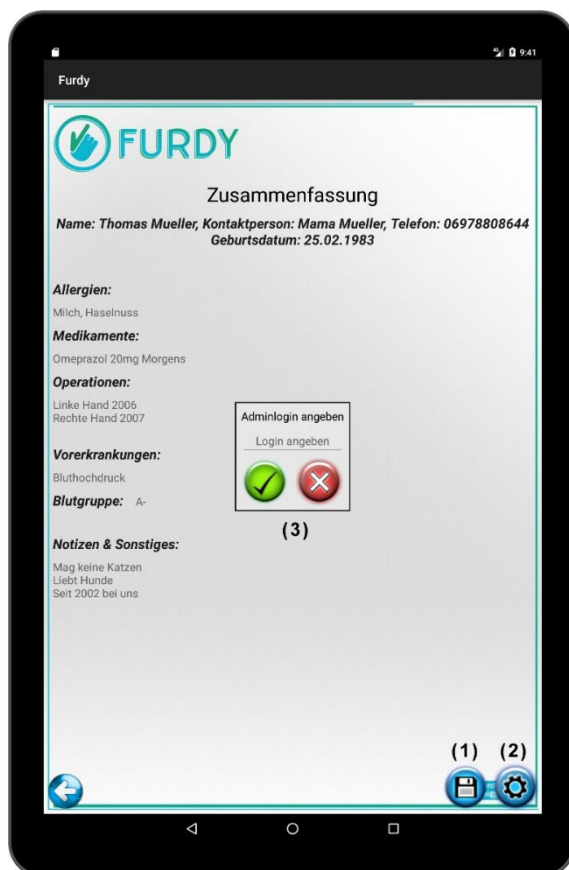 9:41
Furdy
FURDY
Zusammenfassung
Name: Thomas Mueller, Kontaktperson: Mama Mueller, Telefon: 06978808644
Geburtsdatum: 25.02.1983
Allergien:
Milch, Haselnuss
Medikamente:
Omeprazol 20mg Morgens
Operationen:
Linke Hand 2006
Rechte Hand 2007
Adminlogin angeben
Login angeben
(3)
Vorerkrankungen:
Bluthochdruck
Blutgruppe: A-
Notizen & Sonstiges:
Mag keine Katzen
Liebt Hunde
Seit 2002 bei uns
(1) (2)